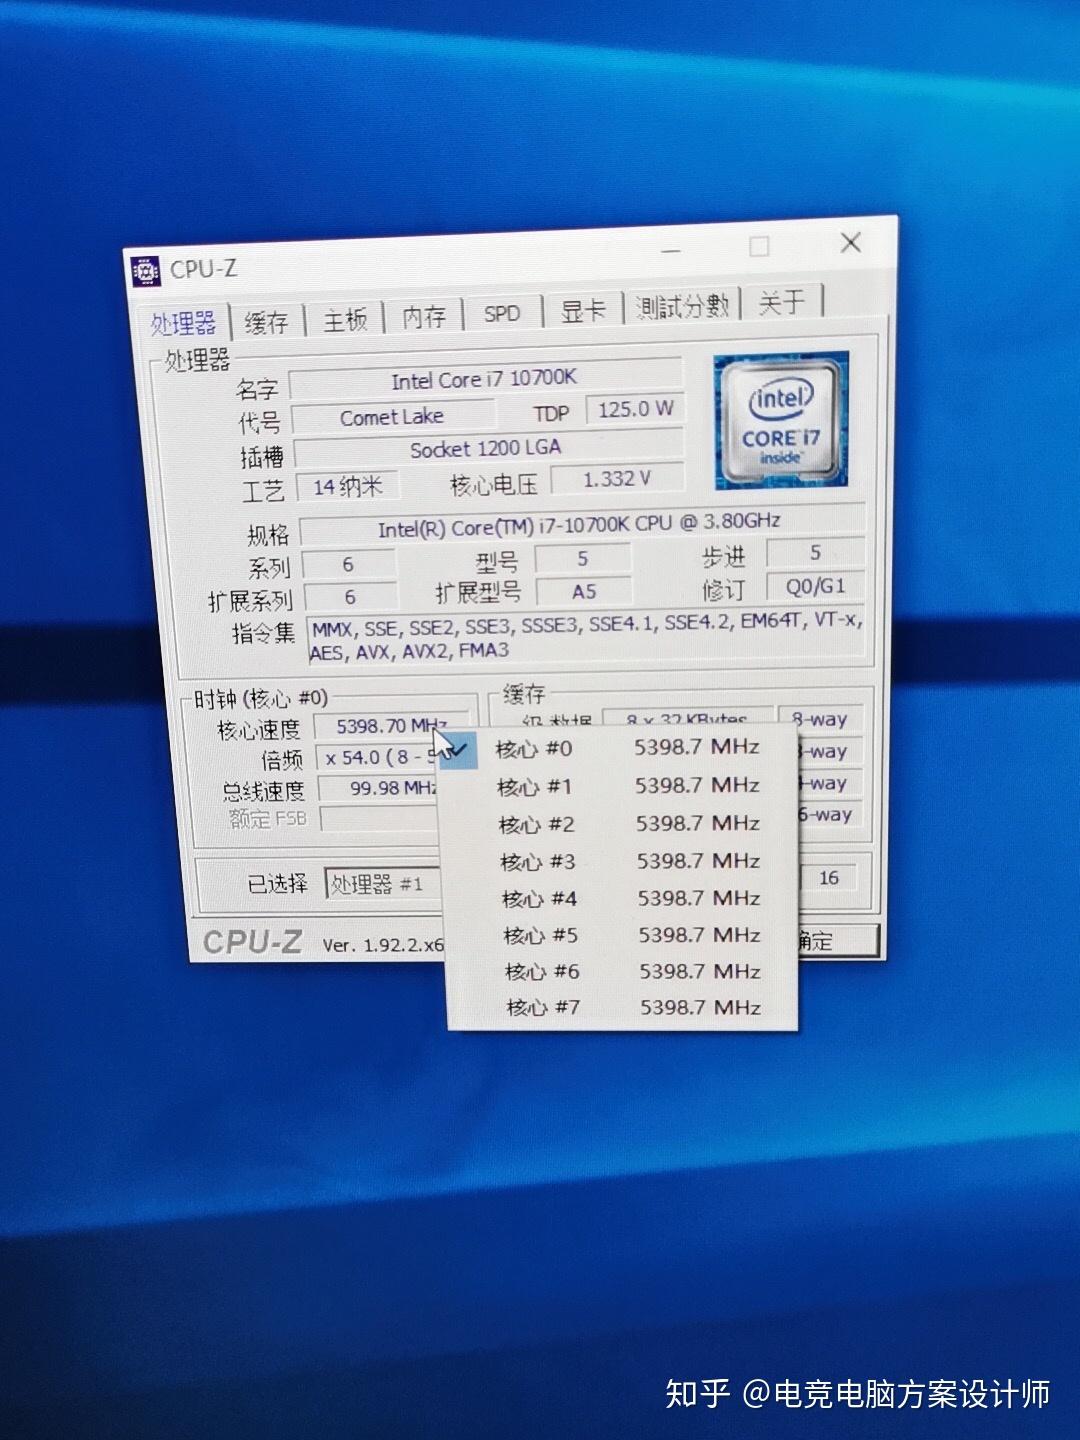 CPU-Z
处理器 缓存 主板 内存 SPD 显卡 測試分數 关于
处理器
名字 Intel Core i7 10700K
代号 Comet Lake TDP 125.0 W
插槽 Socket 1200 LGA
工艺 14 纳米 核心电压 1.332 V
intel
CORE i7
inside
规格 Intel(R) Core(TM) i7-10700K CPU @ 3.80GHz
系列 6 型号 5 步进 5
扩展系列 6 扩展型号 A5 修订 Q0/G1
指令集 MMX, SSE, SSE2, SSE3, SSSE3, SSE4.1, SSE4.2, EM64T, VT-x,
AES, AVX, AVX2, FMA3
时钟 (核心 #0) 缓存
核心速度 5398.70 MHz 8 x 32 KBytes 8-way
倍频 x 54.0 ( 8 - -way
总线速度 99.98 MHz -way
额定 FSB 6-way
核心 #0 5398.7 MHz
核心 #1 5398.7 MHz
核心 #2 5398.7 MHz
核心 #3 5398.7 MHz
核心 #4 5398.7 MHz
核心 #5 5398.7 MHz
核心 #6 5398.7 MHz
核心 #7 5398.7 MHz
已选择 处理器 #1 16
CPU-Z Ver. 1.92.2.x6 确定
知乎 @电竞电脑方案设计师